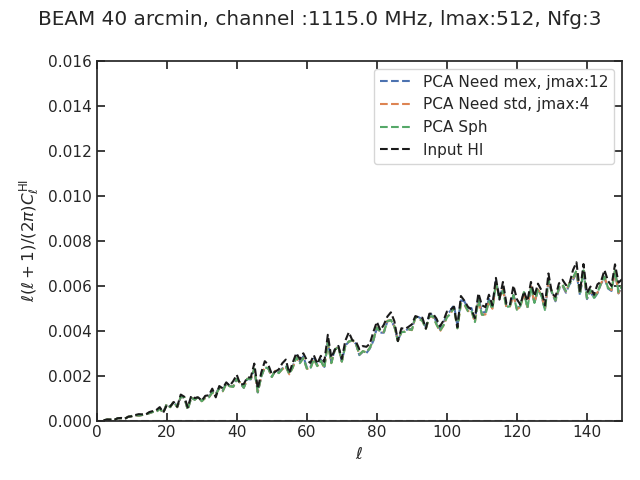 BEAM 40 arcmin, channel :1115.0 MHz, lmax:512, Nfg:3
0.016
0.014
0.012
0.010
0.008
0.006
0.004
0.002
0.000
ℓ(ℓ + 1)/(2π)C_ℓ^HI
PCA Need mex, jmax:12
PCA Need std, jmax:4
PCA Sph
Input HI
0 20 40 60 80 100 120 140
ℓ